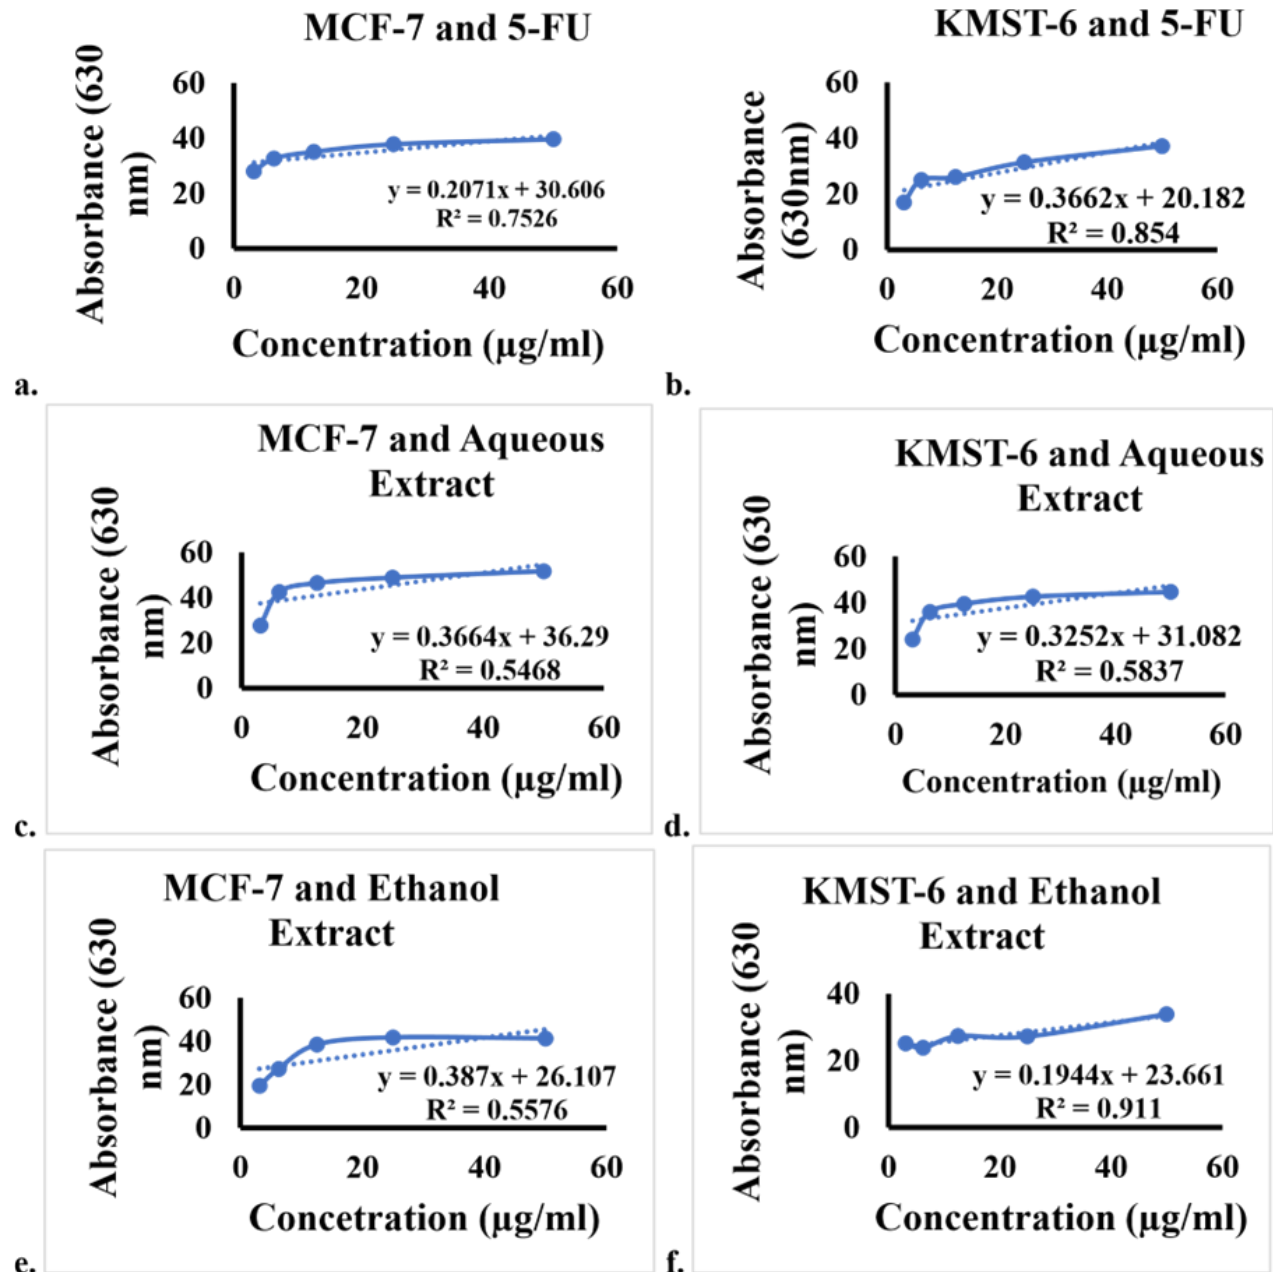 MCF-7 and 5-FU
Absorbance (630
nm)
60
40
20
0
y = 0.2071x + 30.606
R² = 0.7526
0 20 40 60
Concentration (μg/ml)
a.
KMST-6 and 5-FU
Absorbance
(630nm)
60
40
20
0
y = 0.3662x + 20.182
R² = 0.854
0 20 40 60
Concentration (μg/ml)
b.
MCF-7 and Aqueous
Extract
Absorbance (630
nm)
60
40
20
0
y = 0.3664x + 36.29
R² = 0.5468
0 20 40 60
Concentration (μg/ml)
c.
KMST-6 and Aqueous
Extract
Absorbance (630
nm)
60
40
20
0
y = 0.3252x + 31.082
R² = 0.5837
0 20 40 60
Concentration (μg/ml)
d.
MCF-7 and Ethanol
Extract
Absorbance (630
nm)
60
40
20
0
y = 0.387x + 26.107
R² = 0.5576
0 20 40 60
Concetration (μg/ml)
e.
KMST-6 and Ethanol
Extract
Absorbance (630
nm)
40
20
0
y = 0.1944x + 23.661
R² = 0.911
0 20 40 60
Concentration (μg/ml)
f.